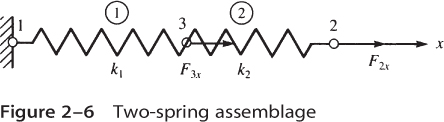 1 2
1 3 2
k₁ F₃ₓ k₂ F₂ₓ x
Figure 2–6 Two-spring assemblage